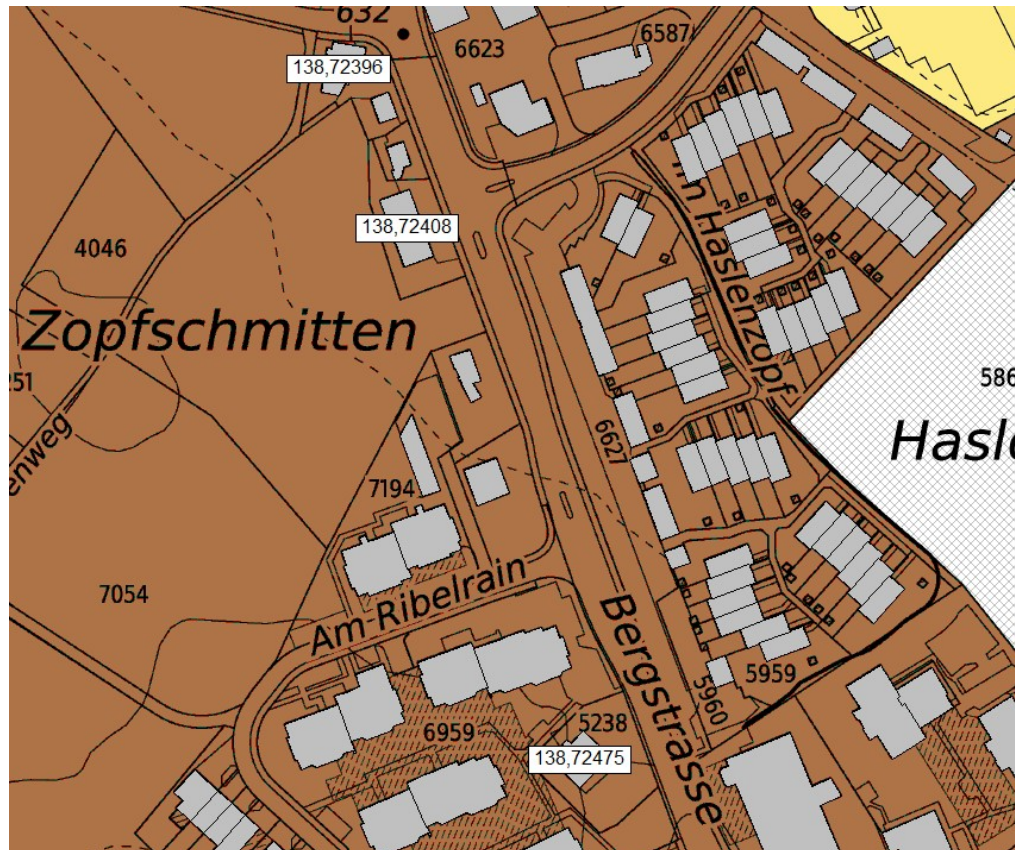 632
6623
6587
138,72396
Im Haslenzopf
4046
138,72408
Zopfschmitten
251
586
enweg
6627
Hasl
7194
7054
Am Ribelrain
Bergstrasse
5959
5960
6959
5238
138,72475